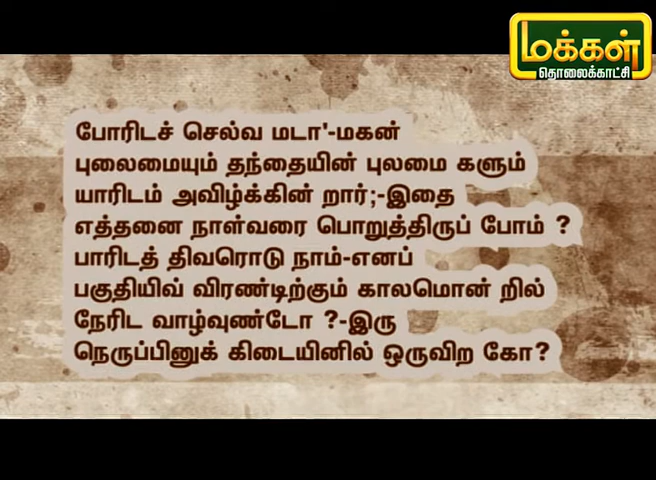 மக்கள்
தொலைக்காட்சி
போரிடச் செல்வ மடா'-மகன்
புலைமையும் தந்தையின் புலமை களும்
யாரிடம் அவிழ்க்கின் றார்;-இதை
எத்தனை நாள்வரை பொறுத்திருப் போம் ?
பாரிடத் திவரொடு நாம்-எனப்
பகுதியிவ் விரண்டிற்கும் காலமொன் றில்
நேரிட வாழ்வுண்டோ ?-இரு
நெருப்பினுக் கிடையினில் ஒருவிற கோ?